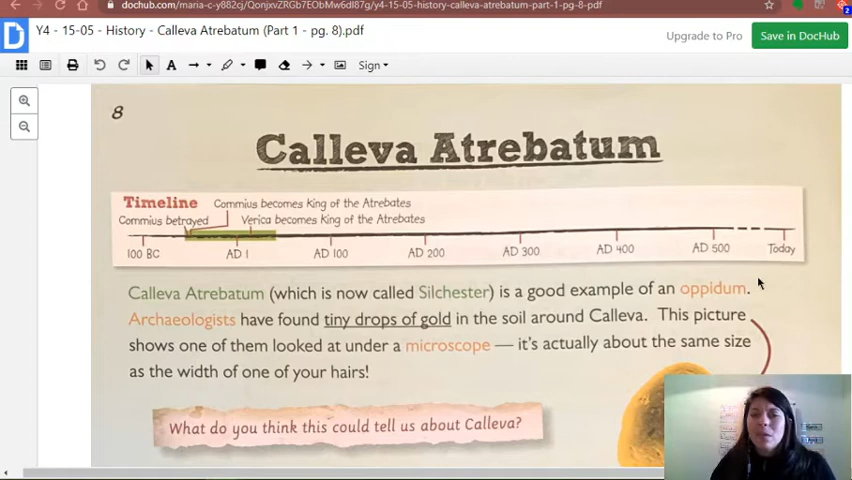 dochub.com/maria-c-y882cj/QonjxvZRGb7EObMw6dl87g/y4-15-05-history-calleva-atrebatum-part-1-pg-8-pdf
Y4 - 15-05 - History - Calleva Atrebatum (Part 1 - pg. 8).pdf
Upgrade to Pro
Save in DocHub
A
Sign
8
Calleva Atrebatum
Timeline
Commius becomes King of the Atrebates
Commius betrayed
Verica becomes King of the Atrebates
100 BC AD 1 AD 100 AD 200 AD 300 AD 400 AD 500 Today
Calleva Atrebatum (which is now called Silchester) is a good example of an oppidum.
Archaeologists have found tiny drops of gold in the soil around Calleva. This picture
shows one of them looked at under a microscope — it's actually about the same size
as the width of one of your hairs!
What do you think this could tell us about Calleva?